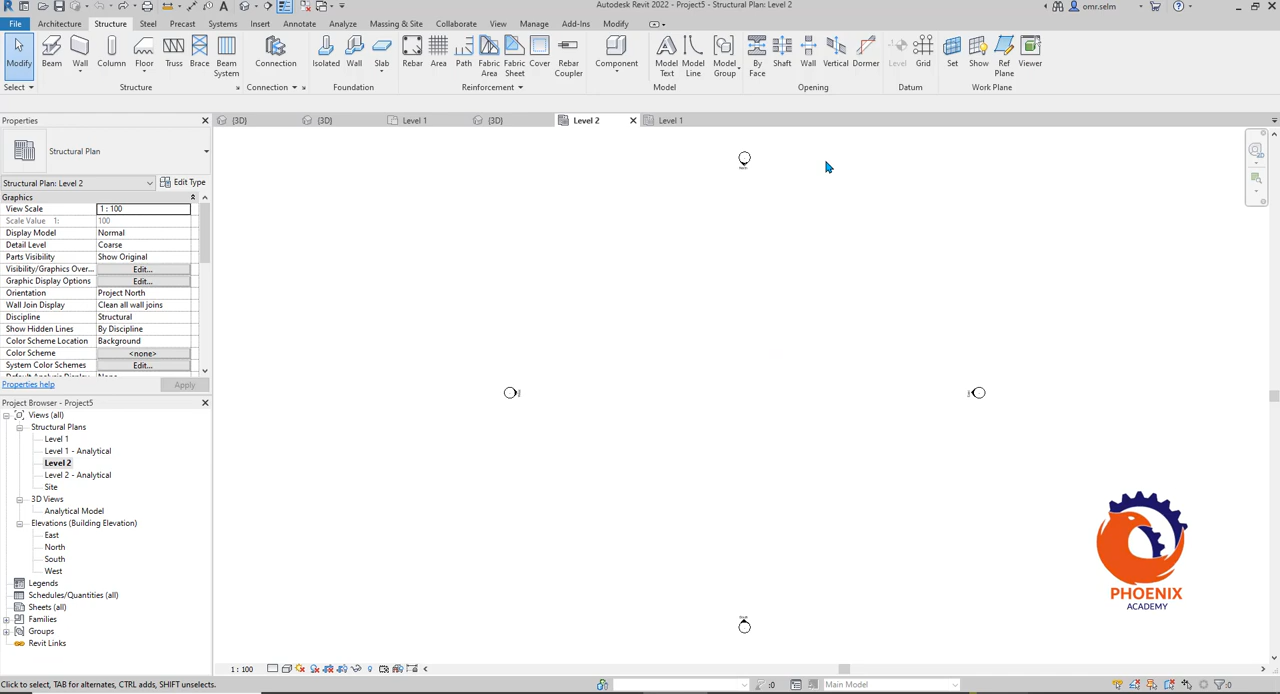 Autodesk Revit 2022 - Project5 - Structural Plan: Level 2
omr.selm
File Architecture Structure Steel Precast Systems Insert Annotate Analyze Massing & Site Collaborate View Manage Add-Ins Modify
Modify Beam Wall Column Floor Truss Brace Beam System Connection Isolated Wall Slab Rebar Area Path Fabric Area Fabric Sheet Cover Rebar Coupler Component Model Text Model Line Model Group By Face Shaft Wall Vertical Dormer Level Grid Set Show Ref Plane Viewer
Select Structure Connection Foundation Reinforcement Model Opening Datum Work Plane
Properties
{3D} {3D} Level 1 {3D} Level 2 Level 1
Structural Plan
Structural Plan: Level 2 Edit Type
Graphics
View Scale 1 : 100
Scale Value 1: 100
Display Model Normal
Detail Level Coarse
Parts Visibility Show Original
Visibility/Graphics Over... Edit...
Graphic Display Options Edit...
Orientation Project North
Wall Join Display Clean all wall joins
Discipline Structural
Show Hidden Lines By Discipline
Color Scheme Location Background
Color Scheme <none>
System Color Schemes Edit...
Properties help Apply
Project Browser - Project5
Views (all)
Structural Plans
Level 1
Level 1 - Analytical
Level 2
Level 2 - Analytical
Site
3D Views
Analytical Model
Elevations (Building Elevation)
East
North
South
West
Legends
Schedules/Quantities (all)
Sheets (all)
Families
Groups
Revit Links
PHOENIX
ACADEMY
1 : 100
Click to select, TAB for alternates, CTRL adds, SHIFT unselects.
:0 Main Model :0